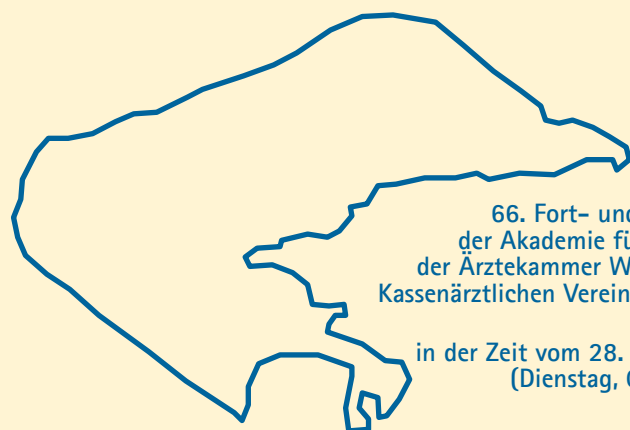 66. Fort- und
der Akademie fü
der Ärztekammer W
Kassenärztlichen Verein
in der Zeit vom 28.
(Dienstag,